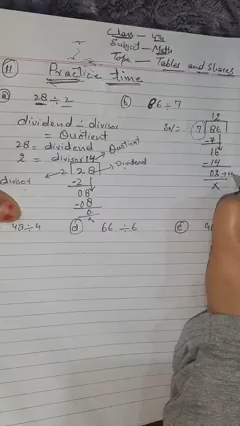 Class - 4th
Subject - Math
Topic - Tables and Shares
11 Practice time
(a) 28 ÷ 2
(b) 86 ÷ 7
dividend ÷ divisor
= Quotient
28 = dividend
2 = divisor
14 → Quotient
divisor ← 2 28 → Dividend
-2
08
-08
0
x
12
7 86
-7
16
-14
02
x
48 ÷ 4
(d) 66 ÷ 6
(e)